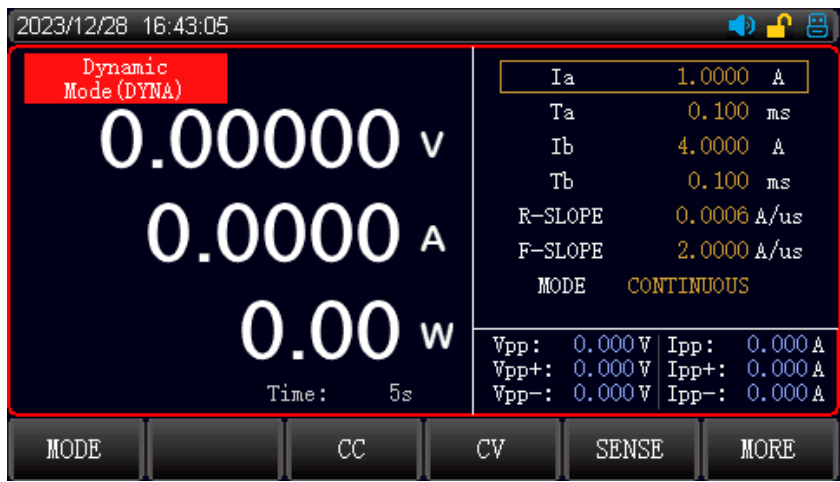 2023/12/28 16:43:05
Dynamic
Mode(DYNA)
0.00000 V
0.0000 A
0.00 W
Time: 5s
Ia 1.0000 A
Ta 0.100 ms
Ib 4.0000 A
Tb 0.100 ms
R-SLOPE 0.0006 A/us
F-SLOPE 2.0000 A/us
MODE CONTINUOUS
Vpp: 0.000 V Ipp: 0.000 A
Vpp+: 0.000 V Ipp+: 0.000 A
Vpp-: 0.000 V Ipp-: 0.000 A
MODE CC CV SENSE MORE